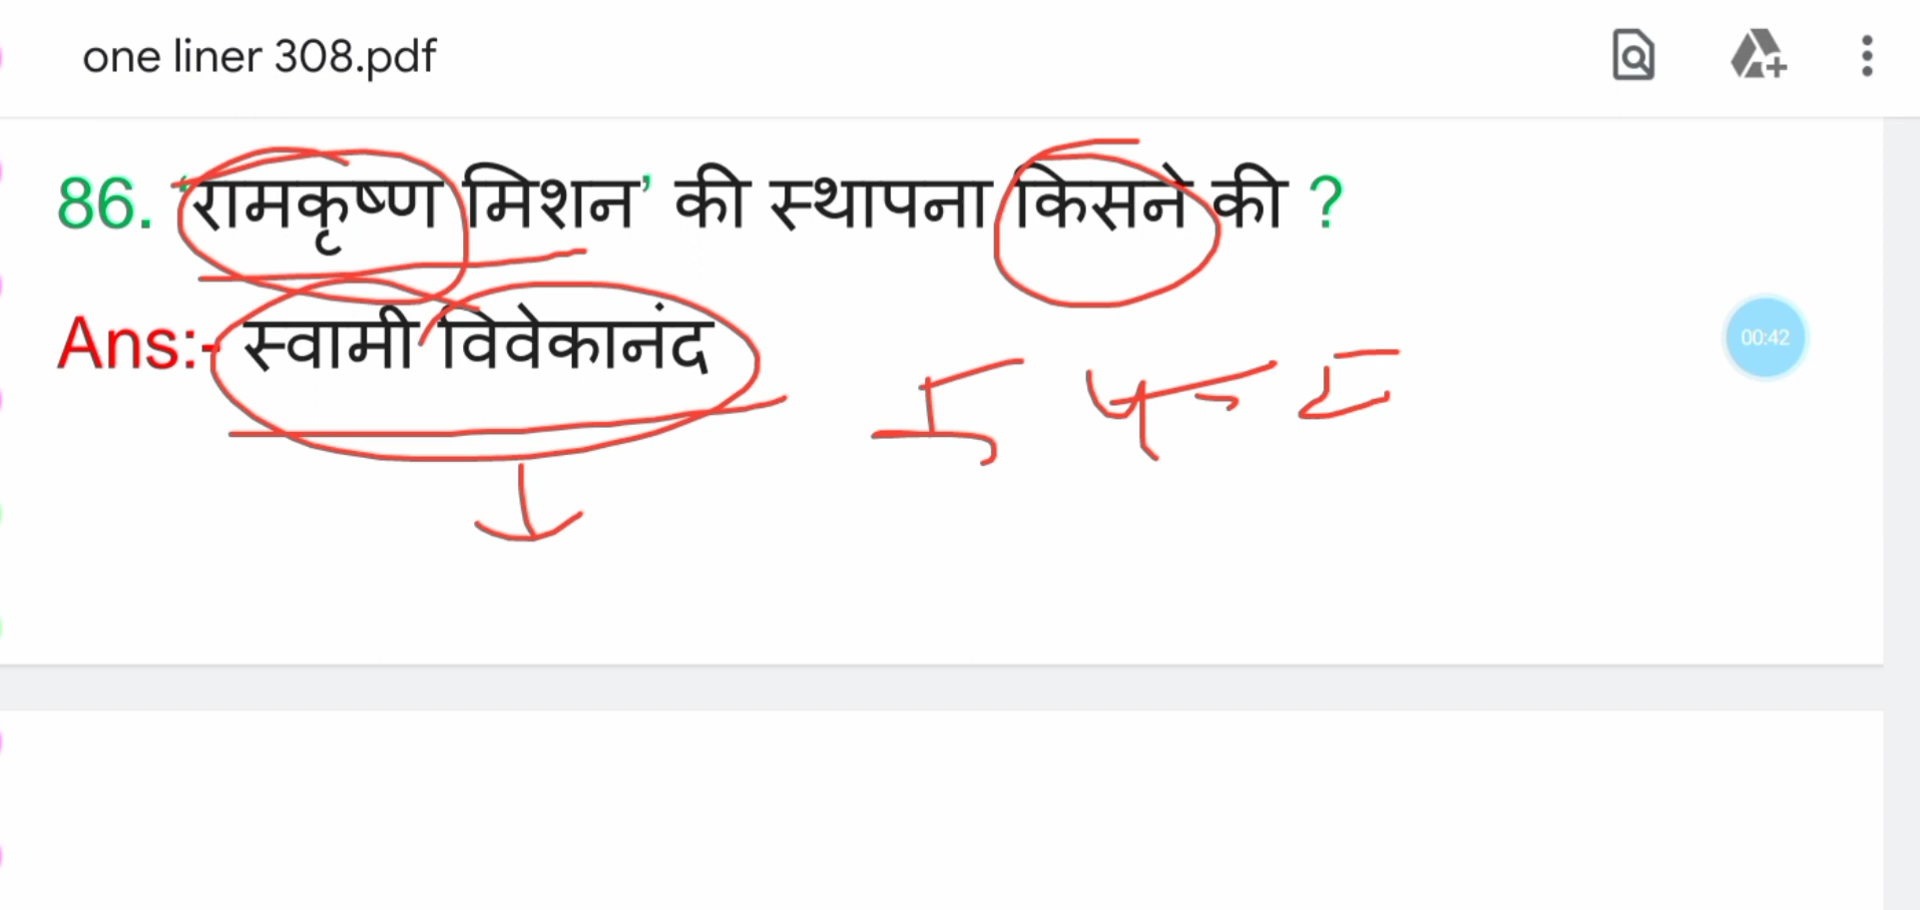 one liner 308.pdf
86. ‘रामकृष्ण मिशन’ की स्थापना किसने की ?
Ans:- स्वामी विवेकानंद
00:42